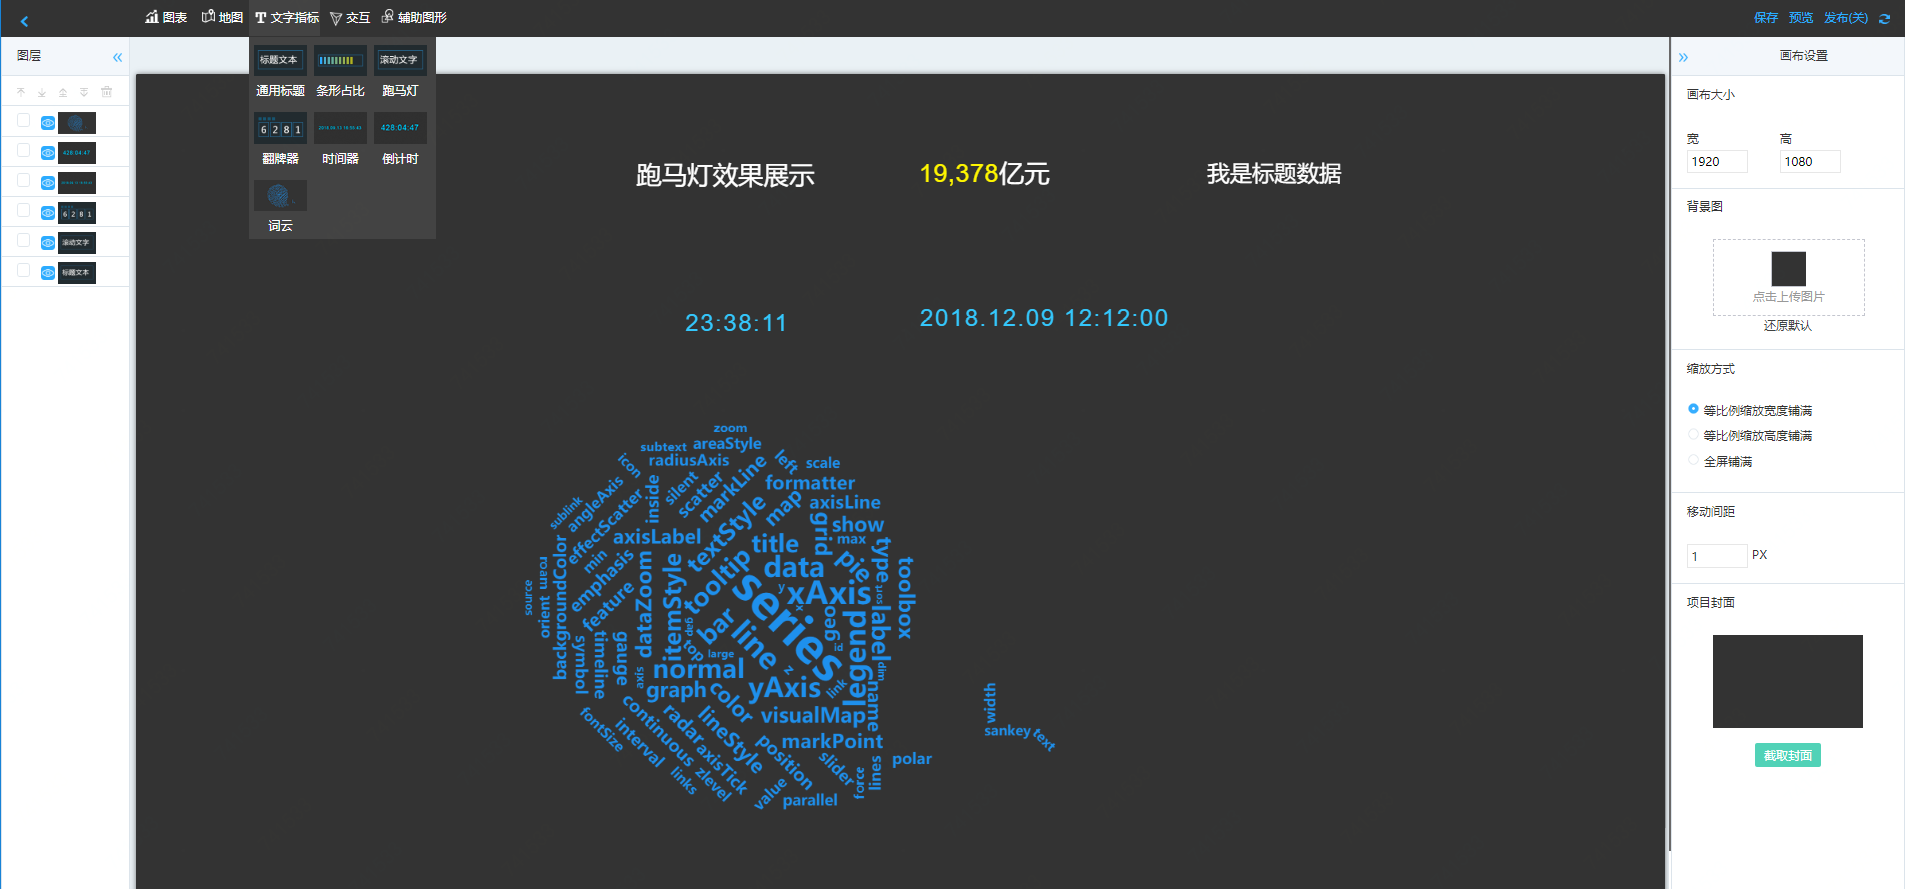 图表 地图 文字指标 交互 辅助图形 保存 预览 发布(关)
图层
标题文本 滚动文字
通用标题 条形占比 跑马灯
6 2 8 1 428:04:47
翻牌器 时间器 倒计时
词云
428:04:47
6 2 8 1
滚动文字
标题文本
跑马灯效果展示 19,378亿元 我是标题数据
23:38:11 2018.12.09 12:12:00
zoom
subtext areaStyle
icon radiusAxis left scale
silent scatter markLine formatter
sublink angleAxis effectScatter inside textStyle map axisLine
axisLabel title grid show
max
min emphasis tooltip data pie type toolbox
source roam orient backgroundColor feature dataZoom itemStyle y xAxis sort
series x geo label
bar line id legend
gap top large dim
symbol timeline gauge axis normal z link name
graph color yAxis
visualMap width
fontSize interval continuous radar lineStyle markPoint sankey text
axisTick position slider polar
links zlevel value parallel force lines
画布设置
画布大小
宽 高
1920 1080
背景图
点击上传图片
还原默认
缩放方式
等比例缩放宽度铺满
等比例缩放高度铺满
全屏铺满
移动间距
1 PX
项目封面
截取封面